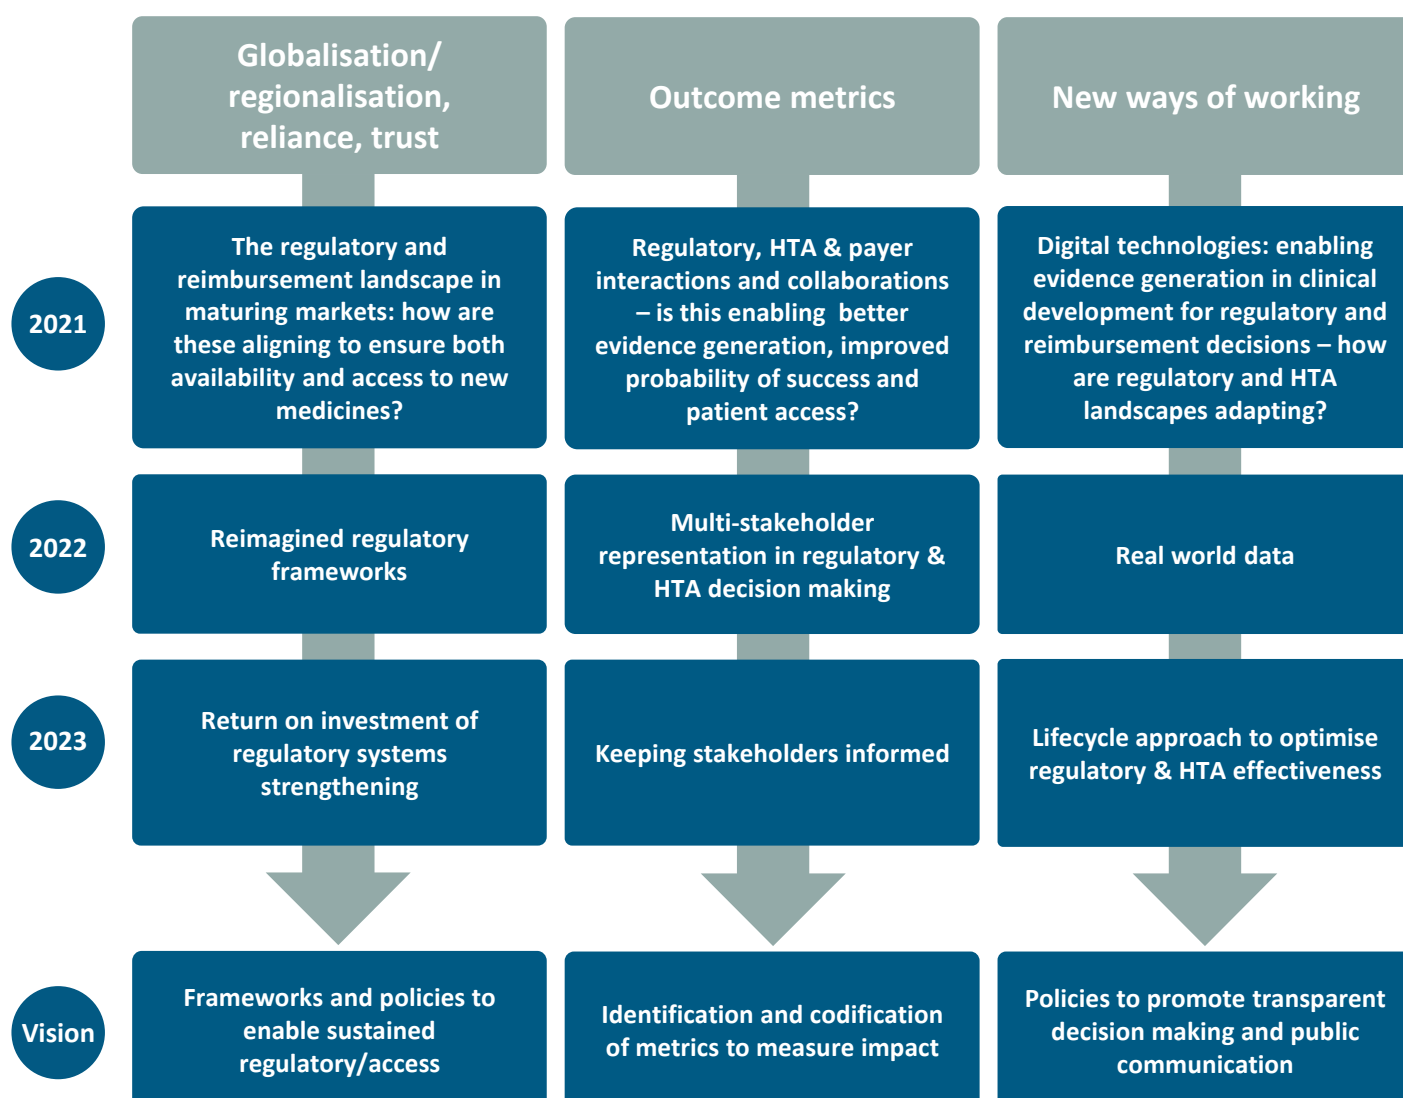 Globalisation/
regionalisation,
reliance, trust
Outcome metrics
New ways of working
2021
The regulatory and
reimbursement landscape in
maturing markets: how are
these aligning to ensure both
availability and access to new
medicines?
Regulatory, HTA & payer
interactions and collaborations
– is this enabling better
evidence generation, improved
probability of success and
patient access?
Digital technologies: enabling
evidence generation in clinical
development for regulatory and
reimbursement decisions – how
are regulatory and HTA
landscapes adapting?
2022
Reimagined regulatory
frameworks
Multi-stakeholder
representation in regulatory &
HTA decision making
Real world data
2023
Return on investment of
regulatory systems
strengthening
Keeping stakeholders informed
Lifecycle approach to optimise
regulatory & HTA effectiveness
Vision
Frameworks and policies to
enable sustained
regulatory/access
Identification and codification
of metrics to measure impact
Policies to promote transparent
decision making and public
communication